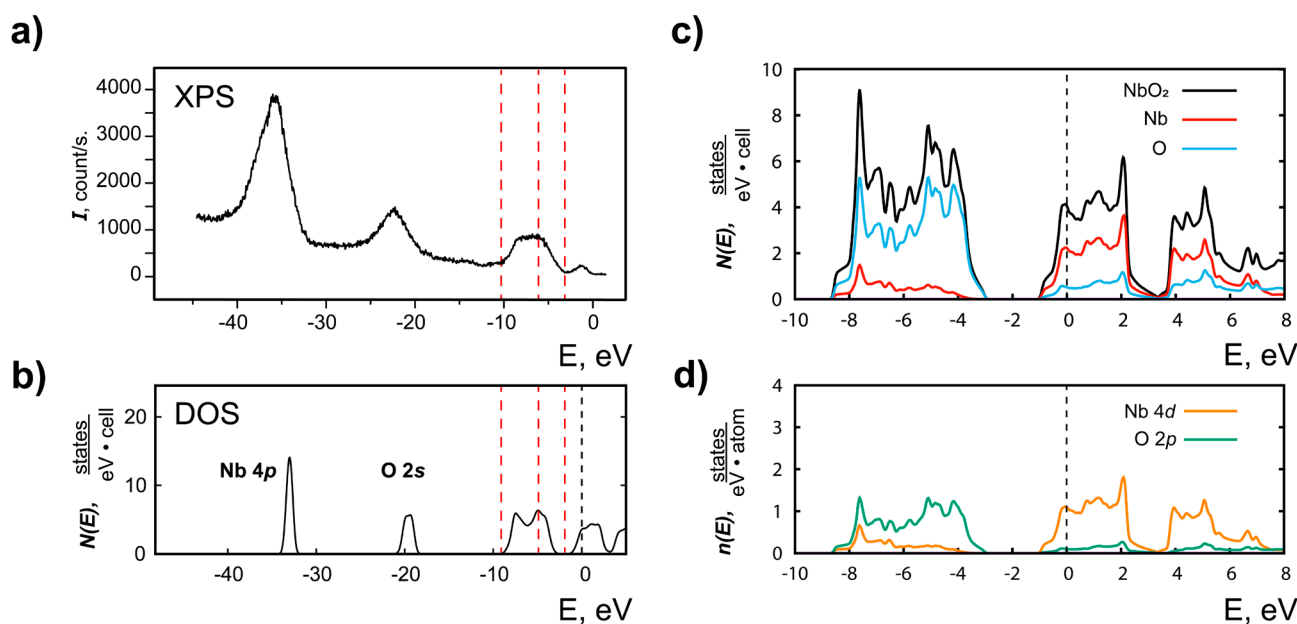 a)
XPS
I, count/s.
4000
3000
2000
1000
0
-40
-30
-20
-10
0
E, eV
b)
DOS
N(E), states
eV • cell
20
10
0
Nb 4p
O 2s
-40
-30
-20
-10
0
E, eV
c)
N(E), states
eV • cell
10
8
6
4
2
0
NbO₂
Nb
O
-10
-8
-6
-4
-2
0
2
4
6
8
E, eV
d)
n(E), states
eV • atom
4
3
2
1
0
Nb 4d
O 2p
-10
-8
-6
-4
-2
0
2
4
6
8
E, eV